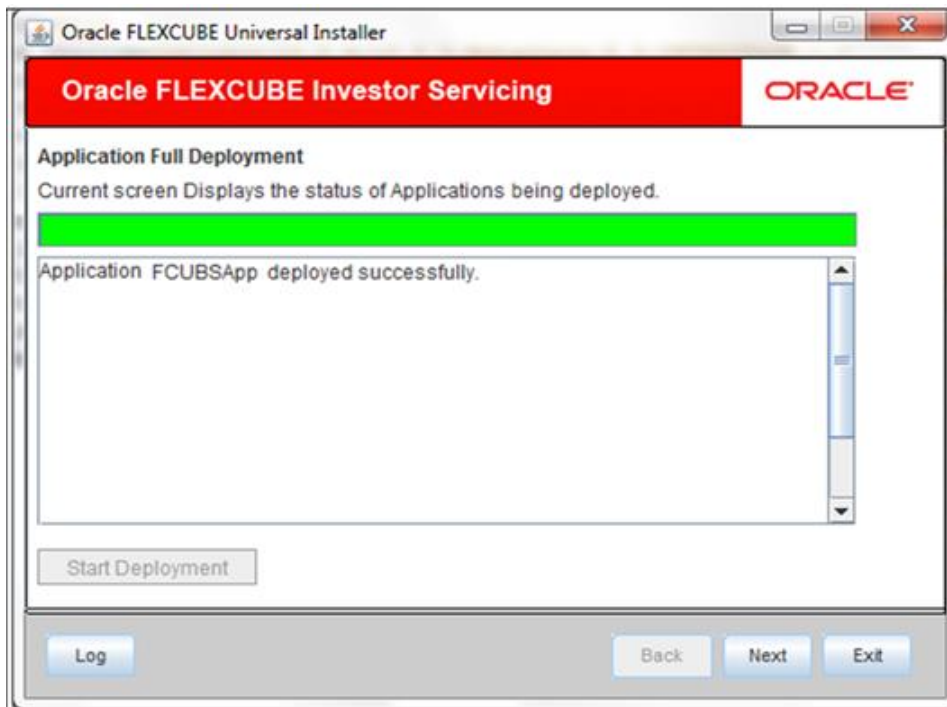 Oracle FLEXCUBE Universal Installer
Oracle FLEXCUBE Investor Servicing
ORACLE
Application Full Deployment
Current screen Displays the status of Applications being deployed.
Application FCUBSApp deployed successfully.
Start Deployment
Log Back Next Exit